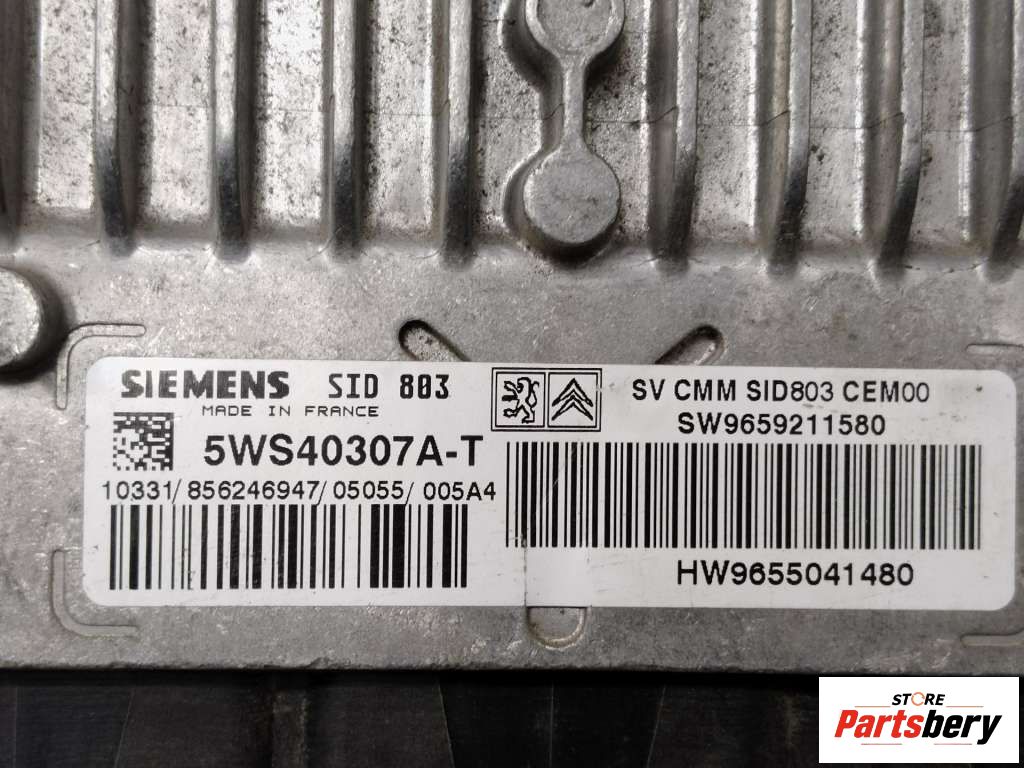 SIEMENS SID 803
MADE IN FRANCE
5WS40307A-T
10331/856246947/05055/005A4
SV CMM SID803 CEM00
SW9659211580
HW9655041480
STORE
Partsbery